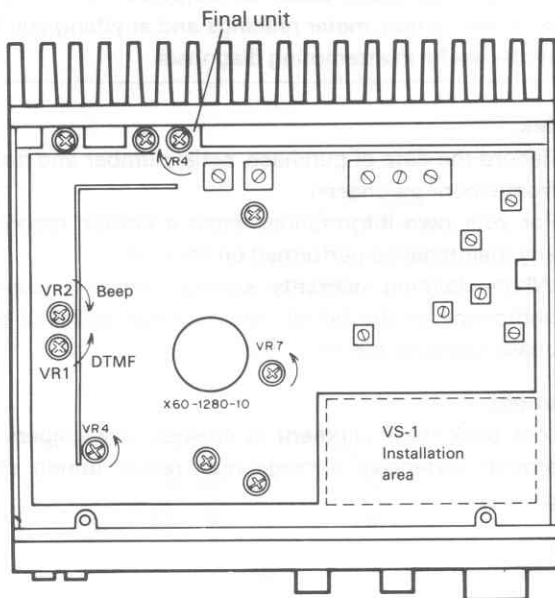 Final unit
VR4
VR2
Beep
VR1
DTMF
VR7
X60-1280-10
VR4
VS-1
Installation
area